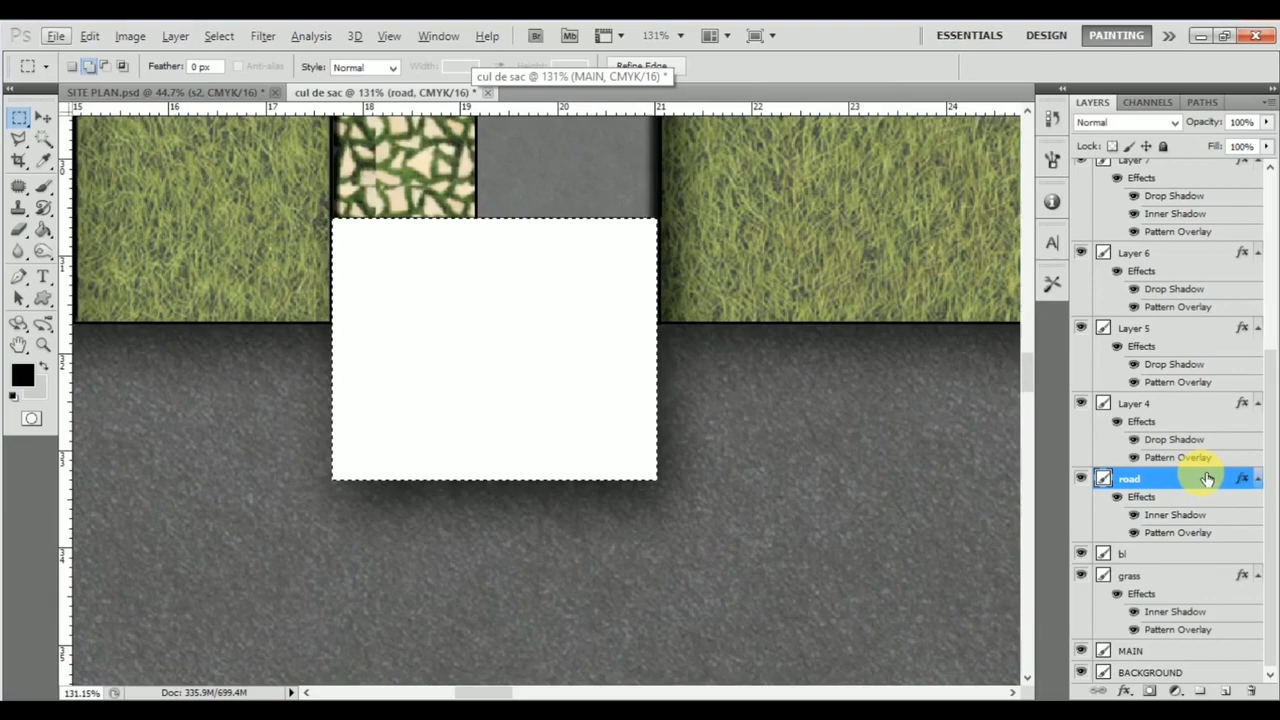 Ps File Edit Image Layer Select Filter Analysis 3D View Window Help Br Mb 131% ESSENTIALS DESIGN PAINTING
Feather: 0 px Anti-alias Style: Normal Width: Height: Refine Edge...
cul de sac @ 131% (MAIN, CMYK/16) *
SITE PLAN.psd @ 44.7% (s2, CMYK/16) * cul de sac @ 131% (road, CMYK/16) *
15 16 17 18 19 20 21 22 23 24
LAYERS CHANNELS PATHS
Normal Opacity: 100%
Lock: Fill: 100%
Layer 7
Effects
Drop Shadow
Inner Shadow
Pattern Overlay
Layer 6
Effects
Drop Shadow
Pattern Overlay
Layer 5
Effects
Drop Shadow
Pattern Overlay
Layer 4
Effects
Drop Shadow
Pattern Overlay
road
Effects
Inner Shadow
Pattern Overlay
bl
grass
Effects
Inner Shadow
Pattern Overlay
MAIN
BACKGROUND
131.15% Doc: 335.9M/699.4M